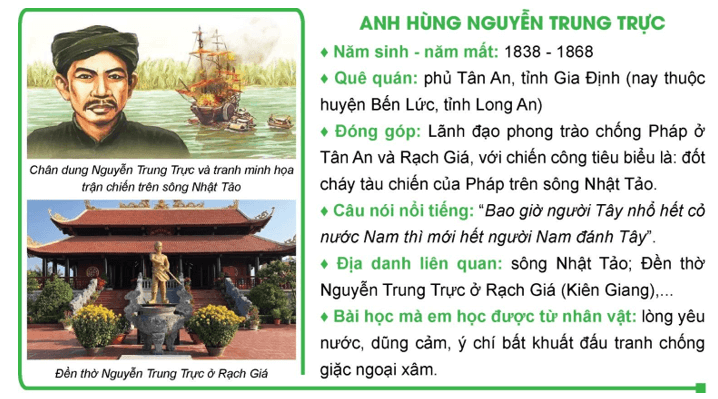 ANH HÙNG NGUYỄN TRUNG TRỰC
♦ Năm sinh - năm mất: 1838 - 1868
♦ Quê quán: phủ Tân An, tỉnh Gia Định (nay thuộc
huyện Bến Lức, tỉnh Long An)
♦ Đóng góp: Lãnh đạo phong trào chống Pháp ở
Tân An và Rạch Giá, với chiến công tiêu biểu là: đốt
cháy tàu chiến của Pháp trên sông Nhật Tảo.
♦ Câu nói nổi tiếng: “Bao giờ người Tây nhổ hết cỏ
nước Nam thì mới hết người Nam đánh Tây”.
♦ Địa danh liên quan: sông Nhật Tảo; Đền thờ
Nguyễn Trung Trực ở Rạch Giá (Kiên Giang),...
♦ Bài học mà em học được từ nhân vật: lòng yêu
nước, dũng cảm, ý chí bất khuất đấu tranh chống
giặc ngoại xâm.
Chân dung Nguyễn Trung Trực và tranh minh họa
trận chiến trên sông Nhật Tảo
Đền thờ Nguyễn Trung Trực ở Rạch Giá